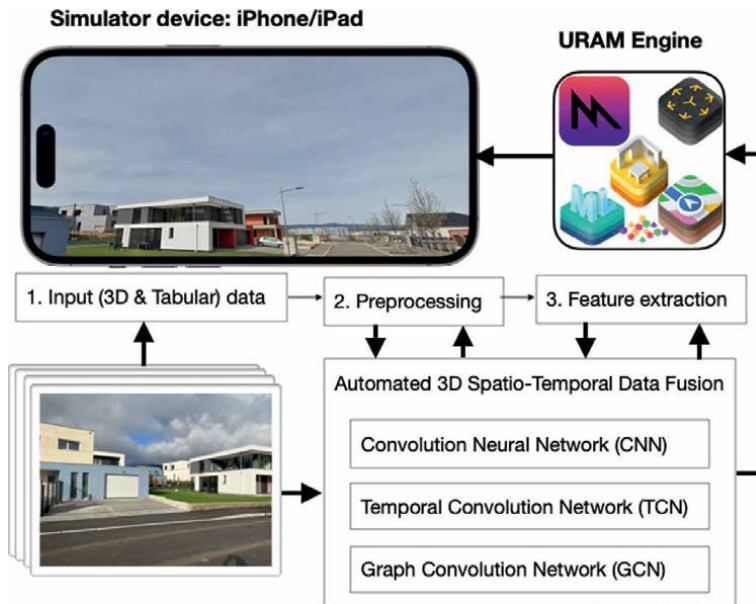 Simulator device: iPhone/iPad
URAM Engine
ML
1. Input (3D & Tabular) data
2. Preprocessing
3. Feature extraction
Automated 3D Spatio-Temporal Data Fusion
Convolution Neural Network (CNN)
Temporal Convolution Network (TCN)
Graph Convolution Network (GCN)